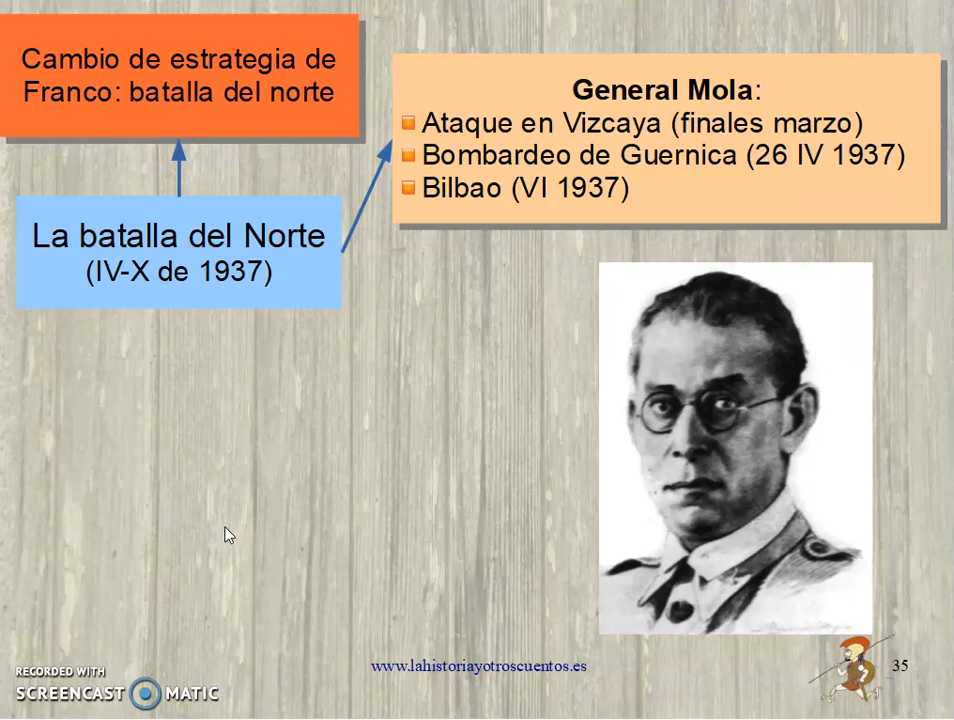 Cambio de estrategia de
Franco: batalla del norte
General Mola:
Ataque en Vizcaya (finales marzo)
Bombardeo de Guernica (26 IV 1937)
Bilbao (VI 1937)
La batalla del Norte
(IV-X de 1937)
RECORDED WITH
SCREENCAST MATIC
www.lahistoriayotroscuentos.es
35